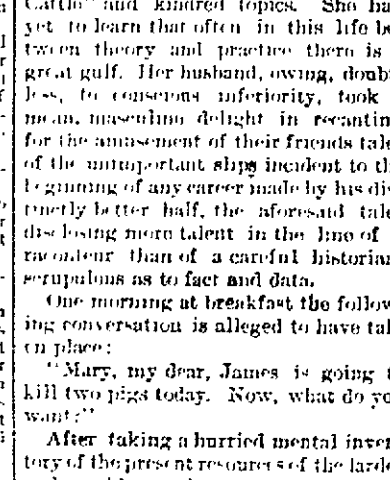 Cattle" and kindred topics. She ha
yet to learn that often in this life be
tween theory and practice there is
great gulf. Her husband, owing, doub
less, to conscious inferiority, took
mean, masculine delight in recantin
for the amusement of their friends tale
of the unimportant slips incident to th
beginning of any career made by his dis
tinctly better half, the aforesaid tale
disclosing more talent in the line of
raconteur than of a careful historian
scrupulous as to fact and data.
One morning at breakfast the follow
ing conversation is alleged to have tak
en place:
"Mary, my dear, James is going t
kill two pigs today. Now, what do yo
want?"
After taking a hurried mental inven
tory of the present resources of the larde